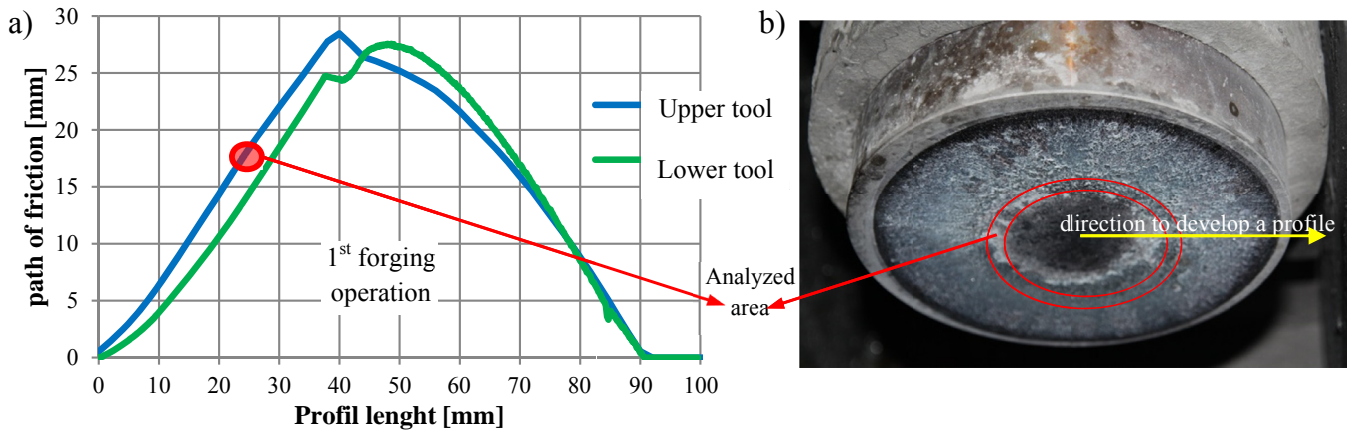 a)
path of friction [mm]
35
30
25
20
15
10
5
0
0 10 20 30 40 50 60 70 80 90 100
Profil lenght [mm]
Upper tool
Lower tool
1st forging
operation
Analyzed
area
b)
direction to develop a profile